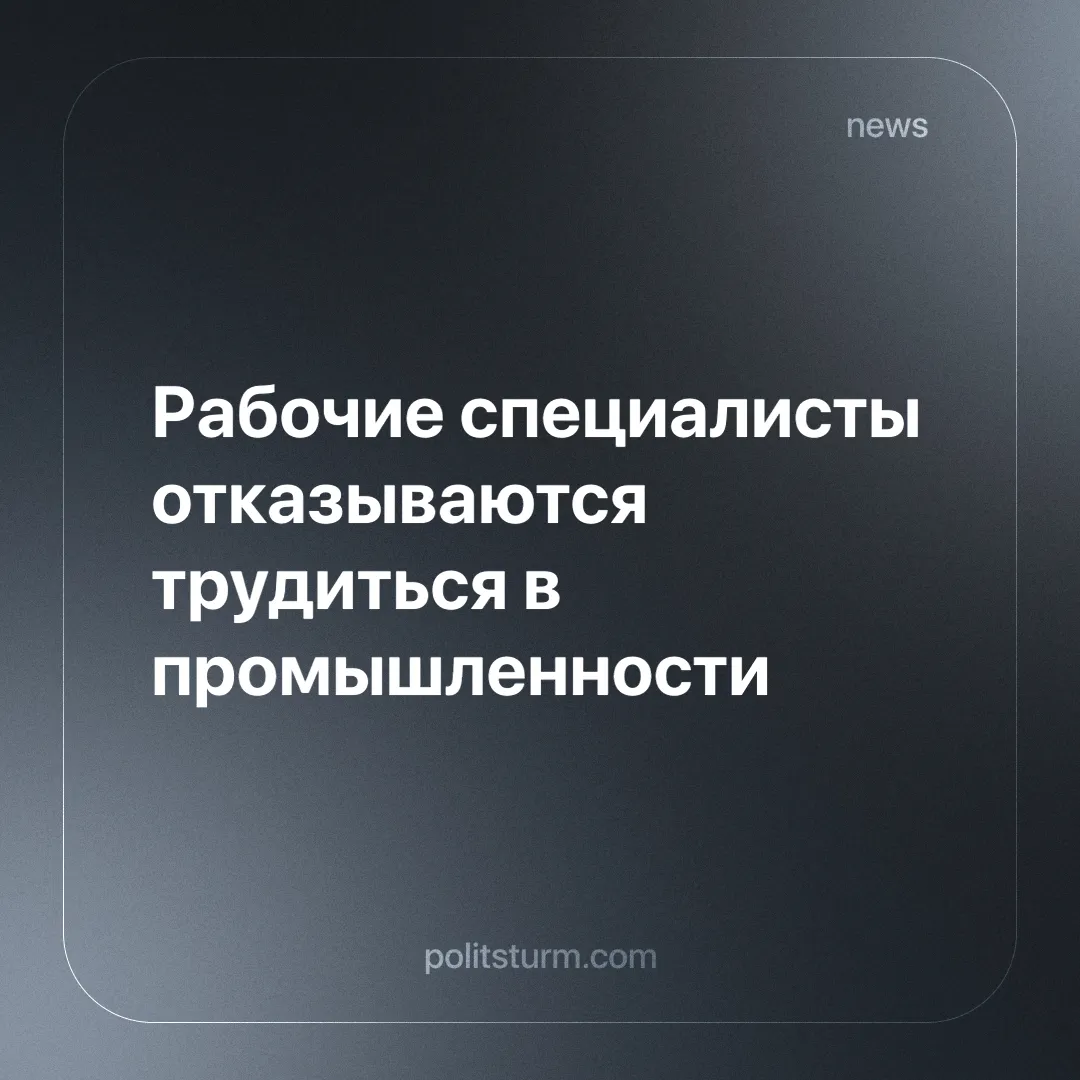 news
Рабочие специалисты
отказываются
трудиться в
промышленности
politsturm.com